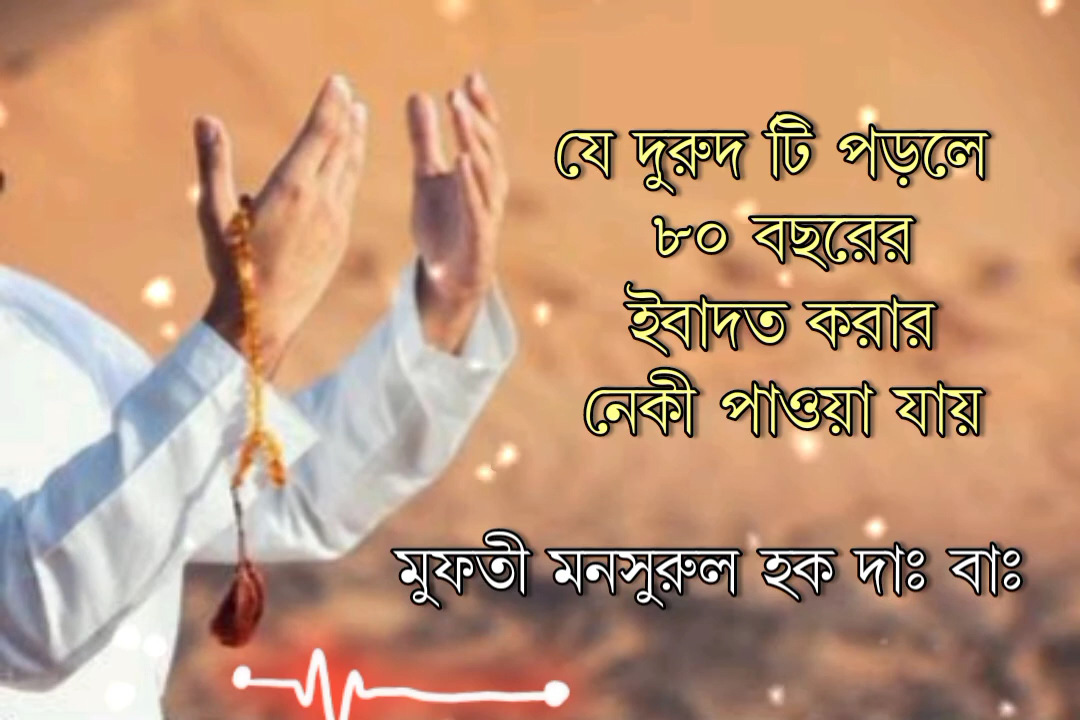 যে দুরুদ টি পড়লে
৮০ বছরের
ইবাদত করার
নেকী পাওয়া যায়
মুফতী মনসুরুল হক দাঃ বাঃ